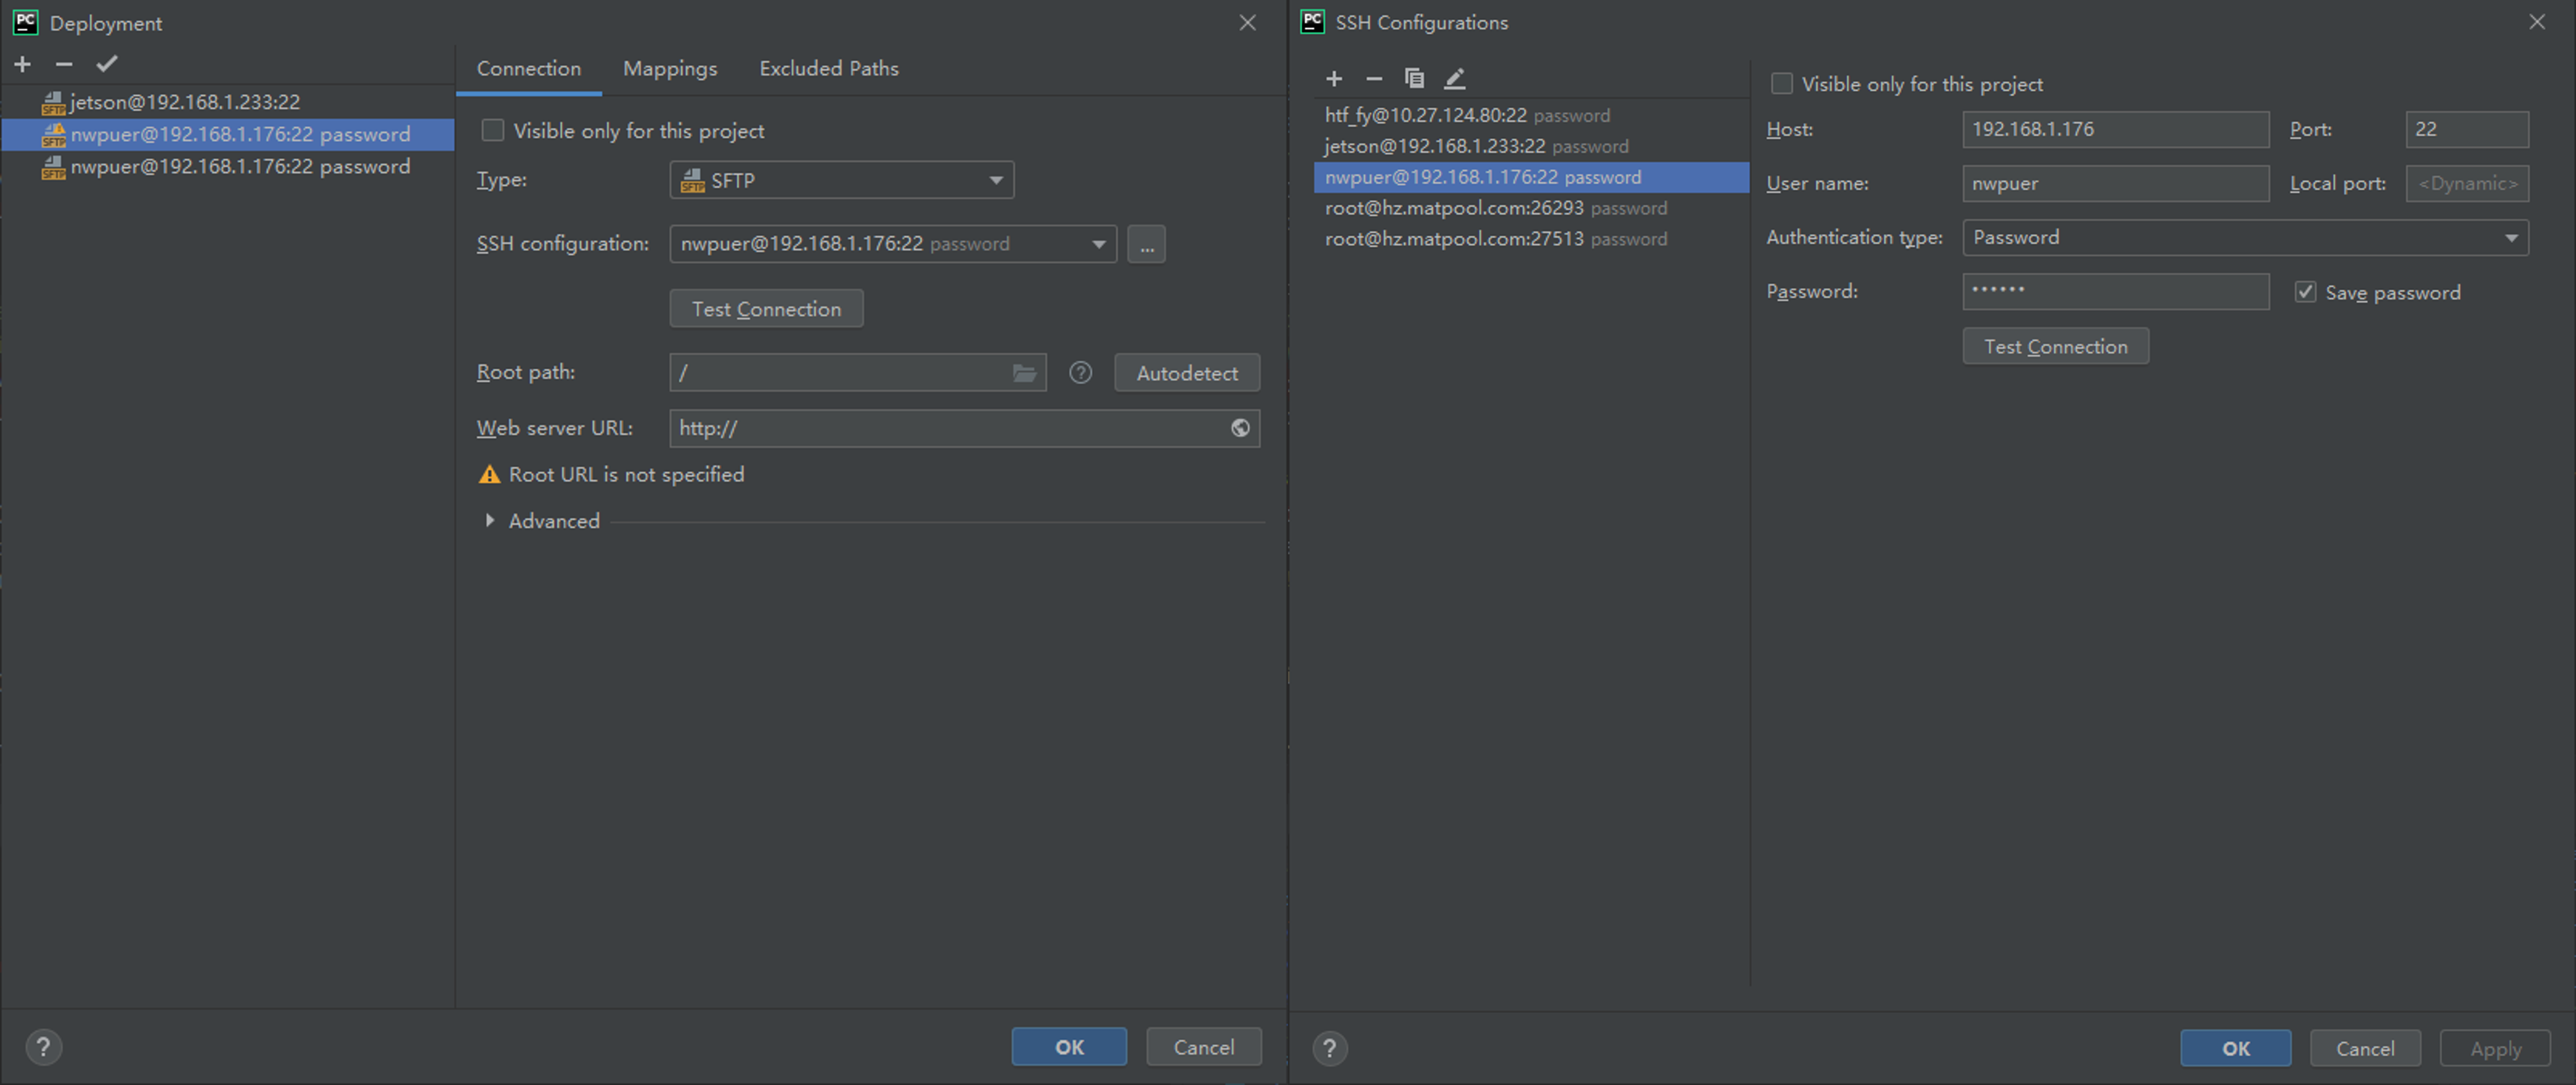 Deployment
Connection
Mappings
Excluded Paths
jetson@192.168.1.233:22
nwpuer@192.168.1.176:22 password
nwpuer@192.168.1.176:22 password
Visible only for this project
Type:
SFTP
SSH configuration:
nwpuer@192.168.1.176:22 password
...
Test Connection
Root path:
/
Autodetect
Web server URL:
http://
Root URL is not specified
Advanced
?
OK
Cancel
SSH Configurations
htf_fy@10.27.124.80:22 password
jetson@192.168.1.233:22 password
nwpuer@192.168.1.176:22 password
root@hz.matpool.com:26293 password
root@hz.matpool.com:27513 password
Visible only for this project
Host:
192.168.1.176
Port:
22
User name:
nwpuer
Local port:
<Dynamic>
Authentication type:
Password
Password:
••••••
Save password
Test Connection
?
OK
Cancel
Apply